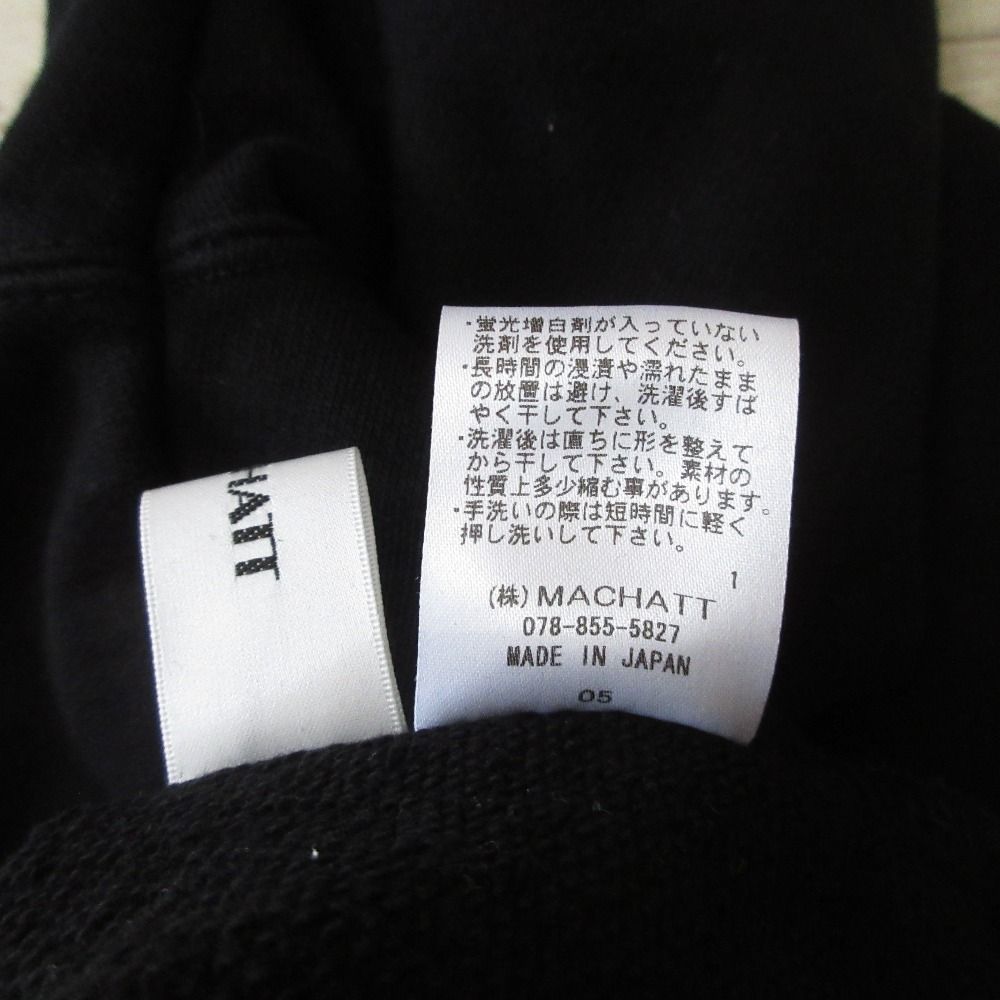 ・蛍光増白剤が入っていない
洗剤を使用してください。
・長時間の浸漬や濡れたまま
の放置は避け、洗濯後すば
やく干して下さい。
・洗濯後は直ちに形を整えて
から干して下さい。素材の
性質上多少縮む事があります。
・手洗いの際は短時間に軽く
押し洗いして下さい。
1
(株)MACHATT
078-855-5827
MADE IN JAPAN
05
HATT